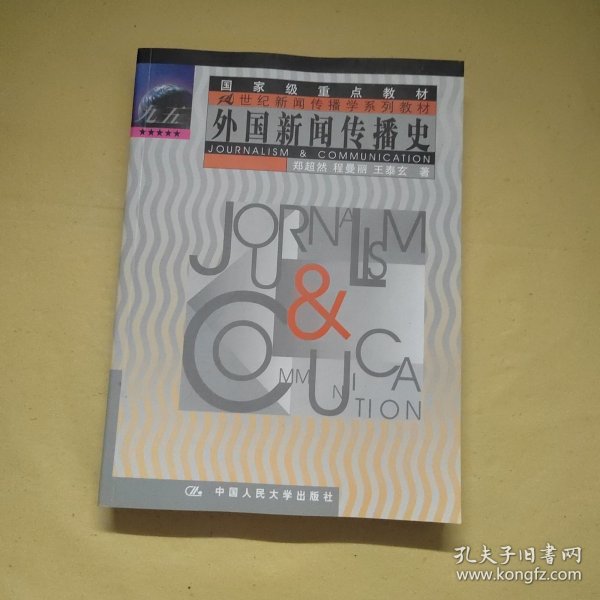 国家级重点教材
21世纪新闻传播学系列教材
九五
★★★★★
外国新闻传播史
JOURNALISM & COMMUNICATION
郑超然 程曼丽 王泰玄 著
JOURNALISM
&
COMMUNICATION
中国人民大学出版社
孔夫子旧书网
www.kongfz.com